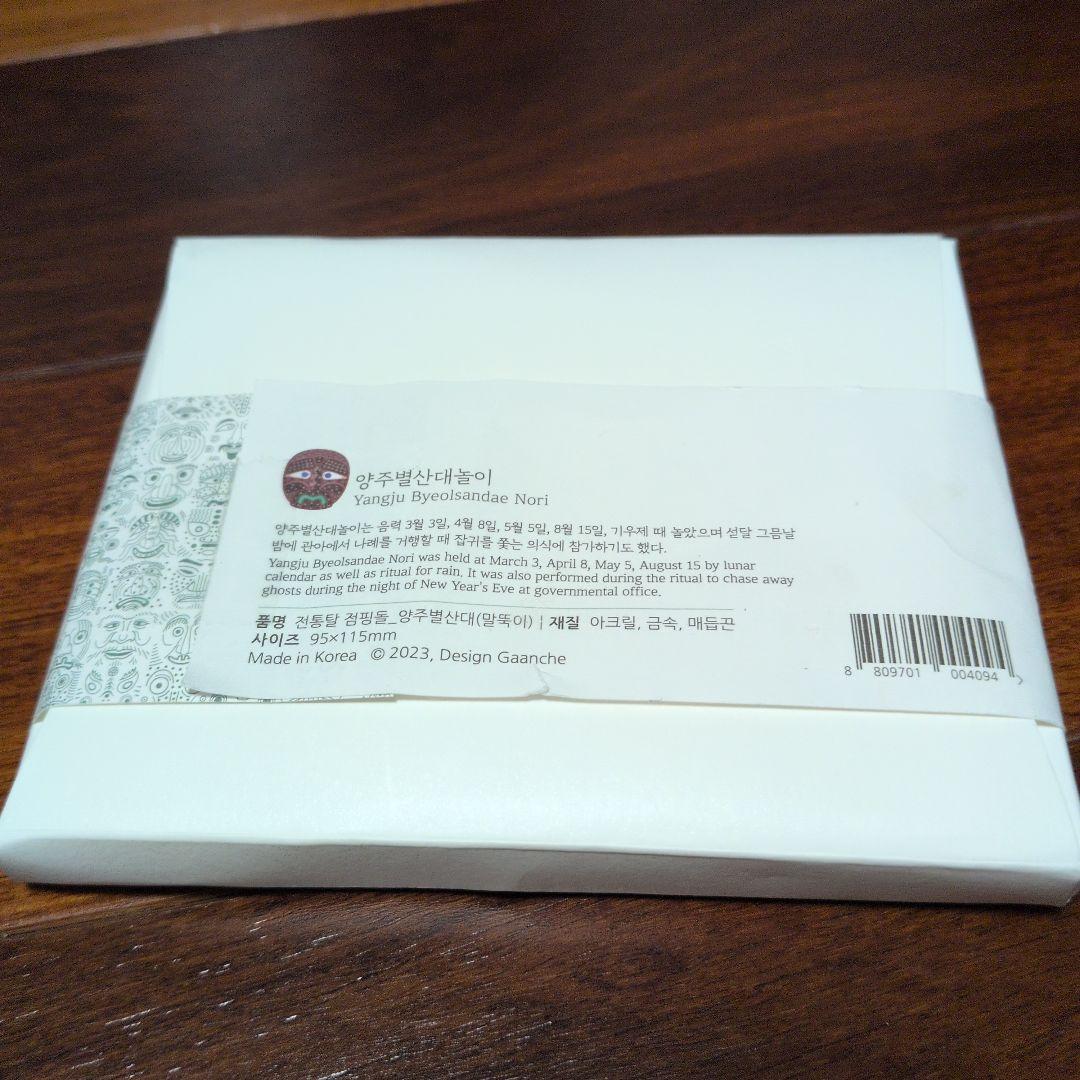 양주별산대놀이
Yangju Byeolsandae Nori
양주별산대놀이는 음력 3월 3일, 4월 8일, 5월 5일, 8월 15일, 기우제 때 놀았으며 섣달 그믐날
밤에 관아에서 나례를 거행할 때 잡귀를 쫓는 의식에 참가하기도 했다.
Yangju Byeolsandae Nori was held at March 3, April 8, May 5, August 15 by lunar
calendar as well as ritual for rain. It was also performed during the ritual to chase away
ghosts during the night of New Year's Eve at governmental office.
품명 전통탈 점핑돌_양주별산대(말뚝이) | 재질 아크릴, 금속, 매듭끈
사이즈 95×115mm
Made in Korea © 2023, Design Gaanche
8 809701 004094 >